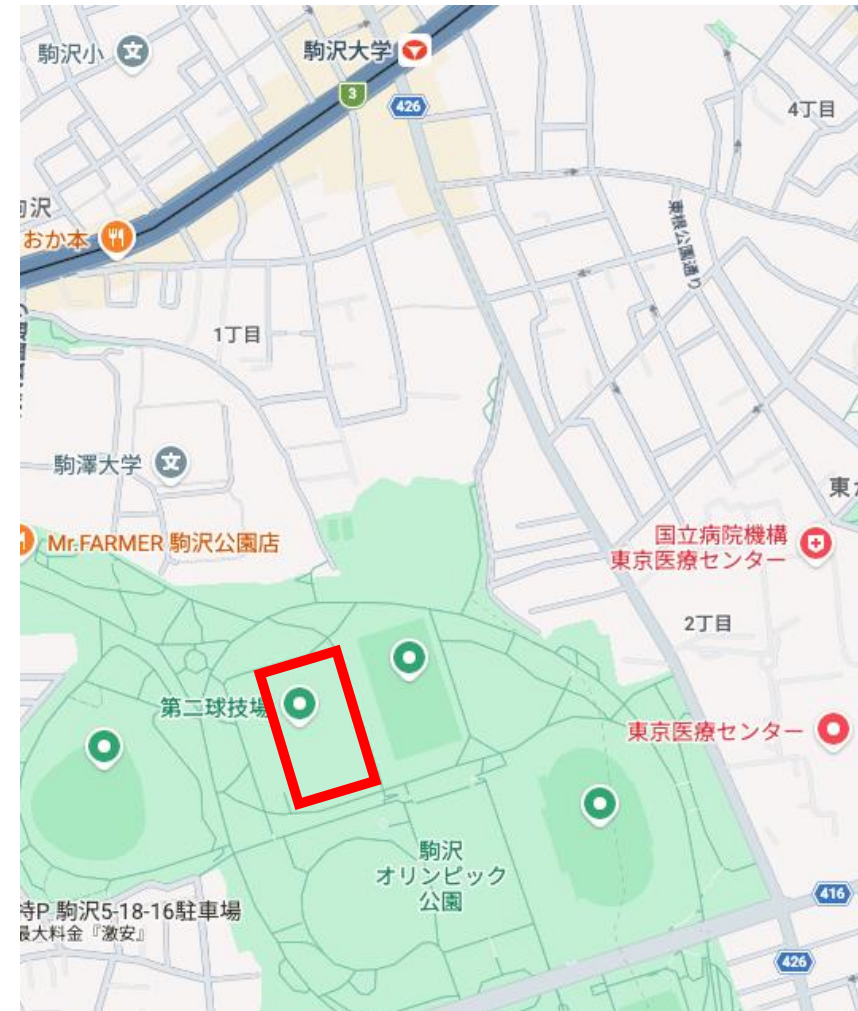 駒沢小
駒沢大学
3
426
4丁目
沢
おか本
東根公園通り
1丁目
駒澤大学
東
Mr.FARMER 駒沢公園店
国立病院機構
東京医療センター
2丁目
第二球技場
東京医療センター
駒沢
オリンピック
公園
416
特P 駒沢5-18-16駐車場
最大料金『激安』
426